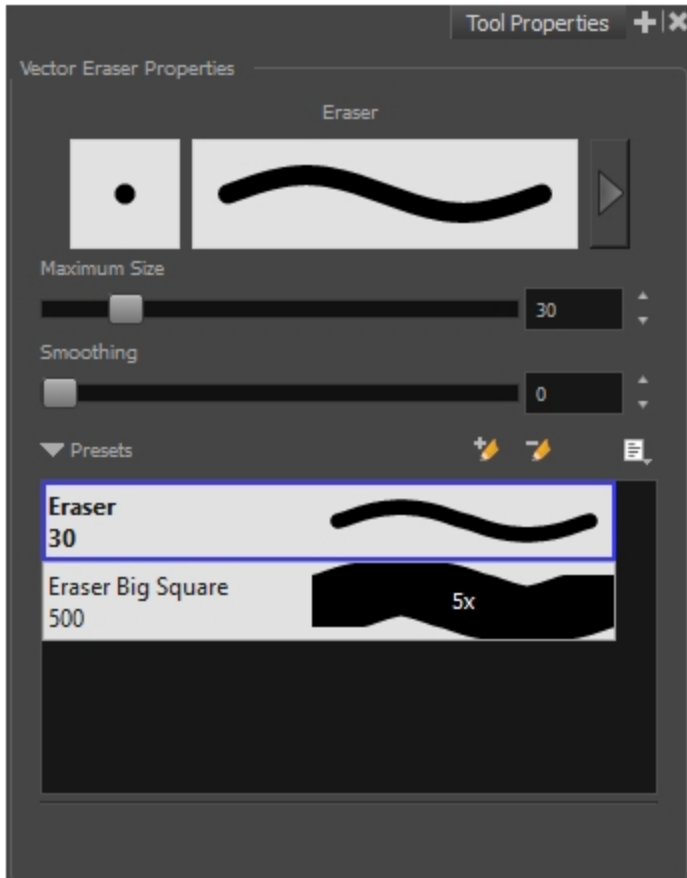 Tool Properties
Vector Eraser Properties
Eraser
Maximum Size
30
Smoothing
0
Presets
Eraser
30
Eraser Big Square
500
5x